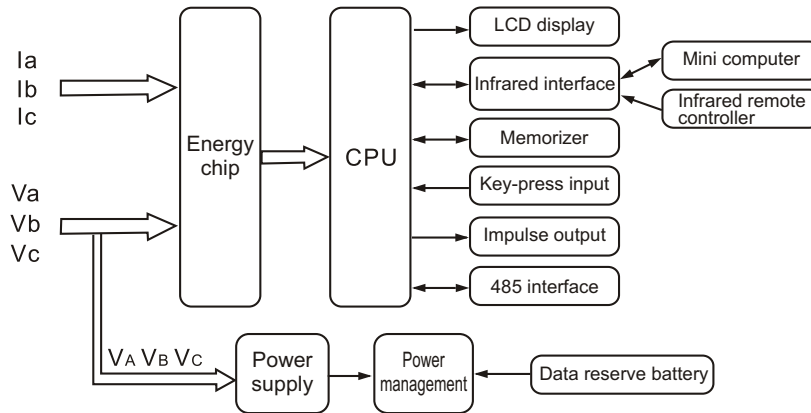 Ia
Ib
Ic
Va
Vb
Vc
Energy
chip
CPU
LCD display
Infrared interface
Mini computer
Infrared remote
controller
Memorizer
Key-press input
Impulse output
485 interface
VA VB VC
Power
supply
Power
management
Data reserve battery